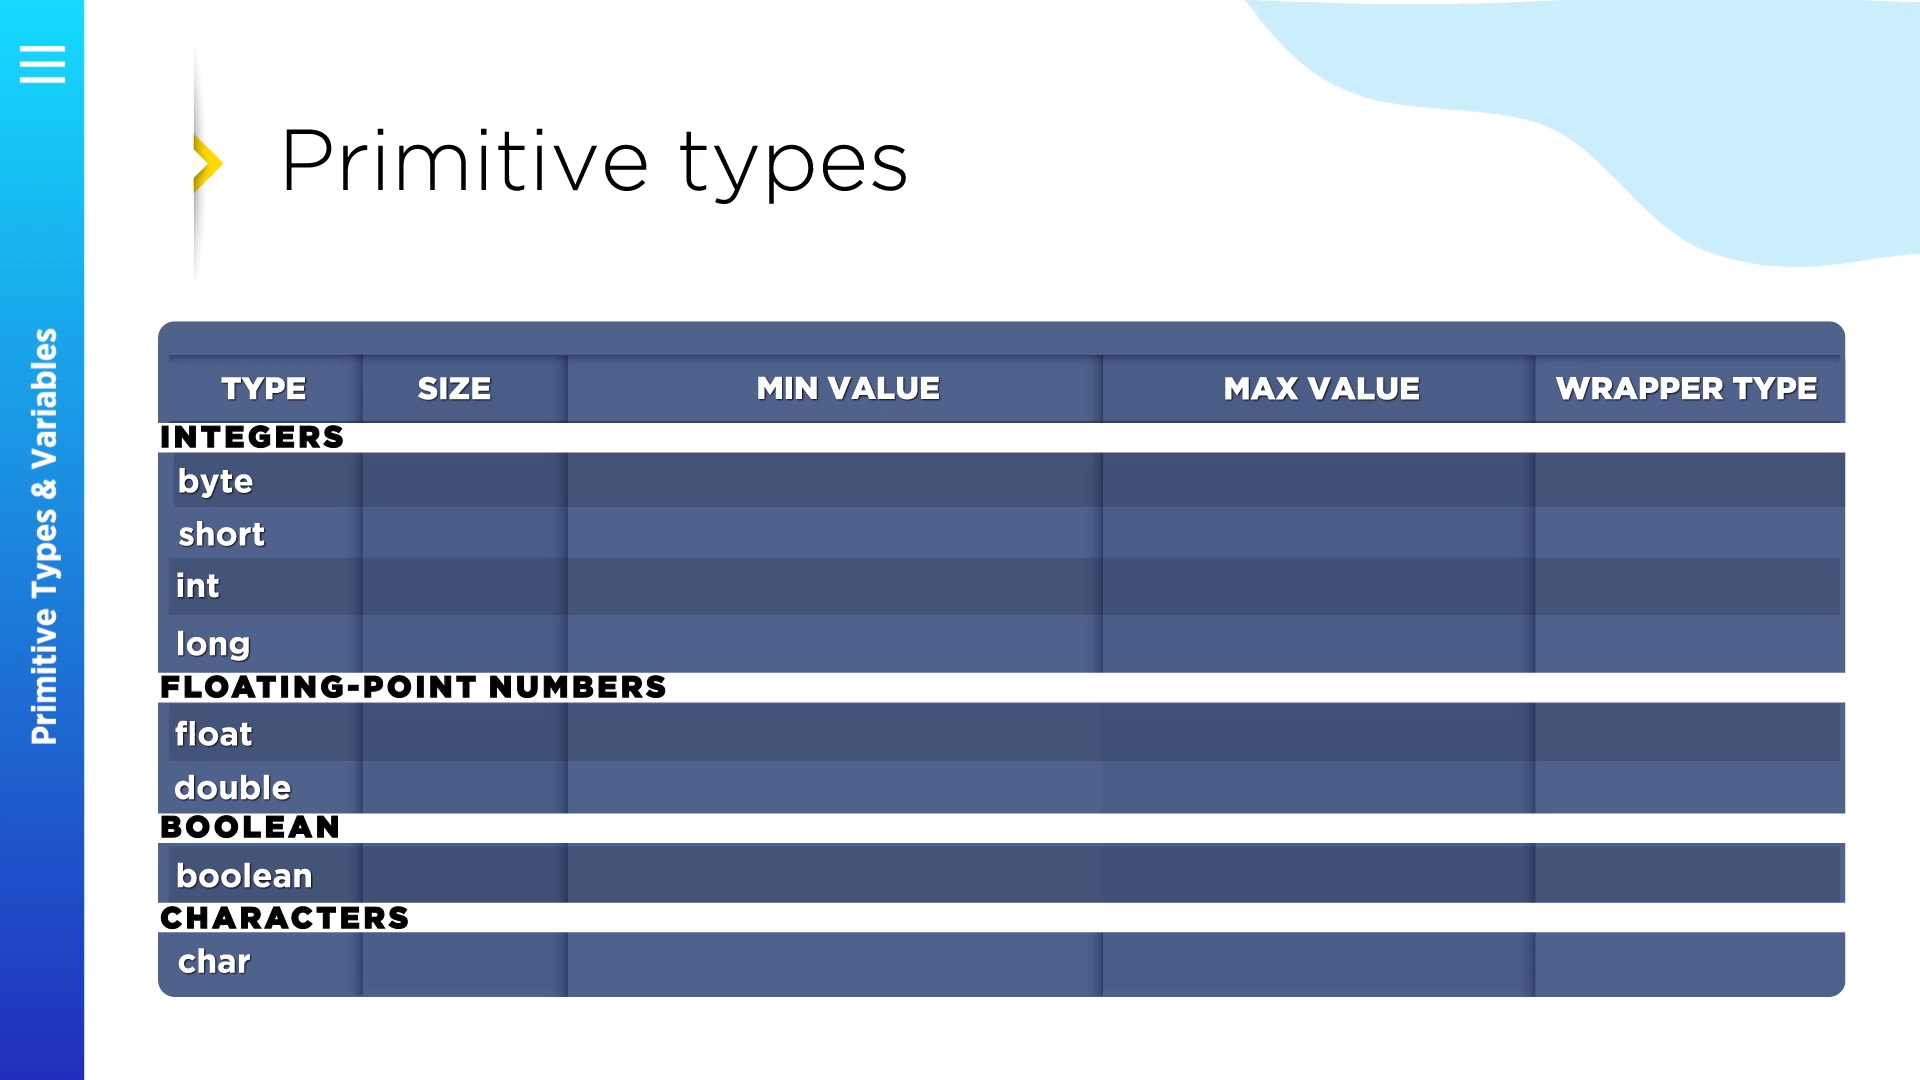 Primitive Types & Variables
Primitive types
TYPE SIZE MIN VALUE MAX VALUE WRAPPER TYPE
INTEGERS
byte
short
int
long
FLOATING-POINT NUMBERS
float
double
BOOLEAN
boolean
CHARACTERS
char